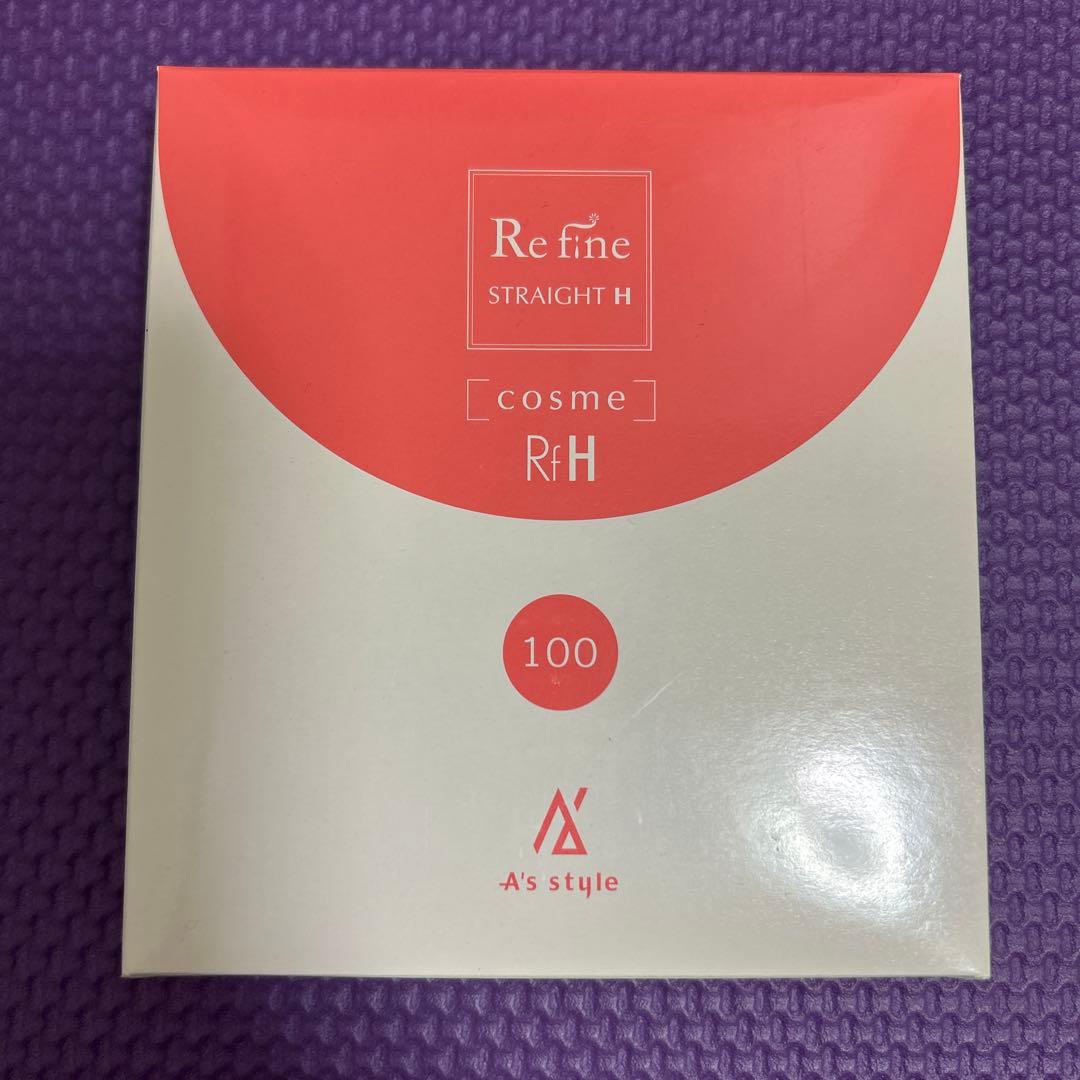 Re fine
STRAIGHT H
[cosme]
RfH
100
A's style